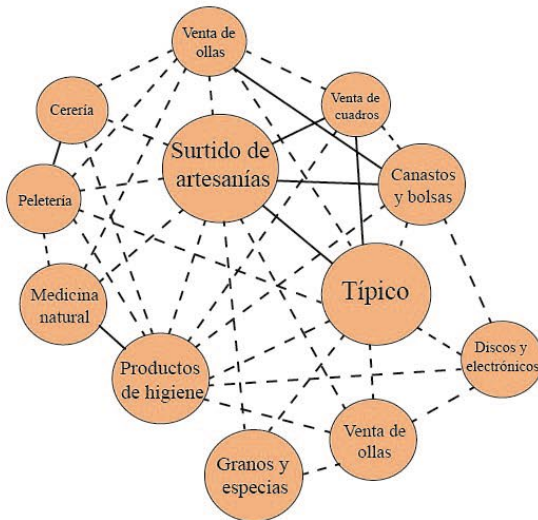 Venta de
ollas
Cerería
Venta de
cuadros
Surtido de
artesanías
Canastos
y bolsas
Peletería
Típico
Medicina
natural
Discos y
electrónicos
Productos
de higiene
Venta de
ollas
Granos y
especias